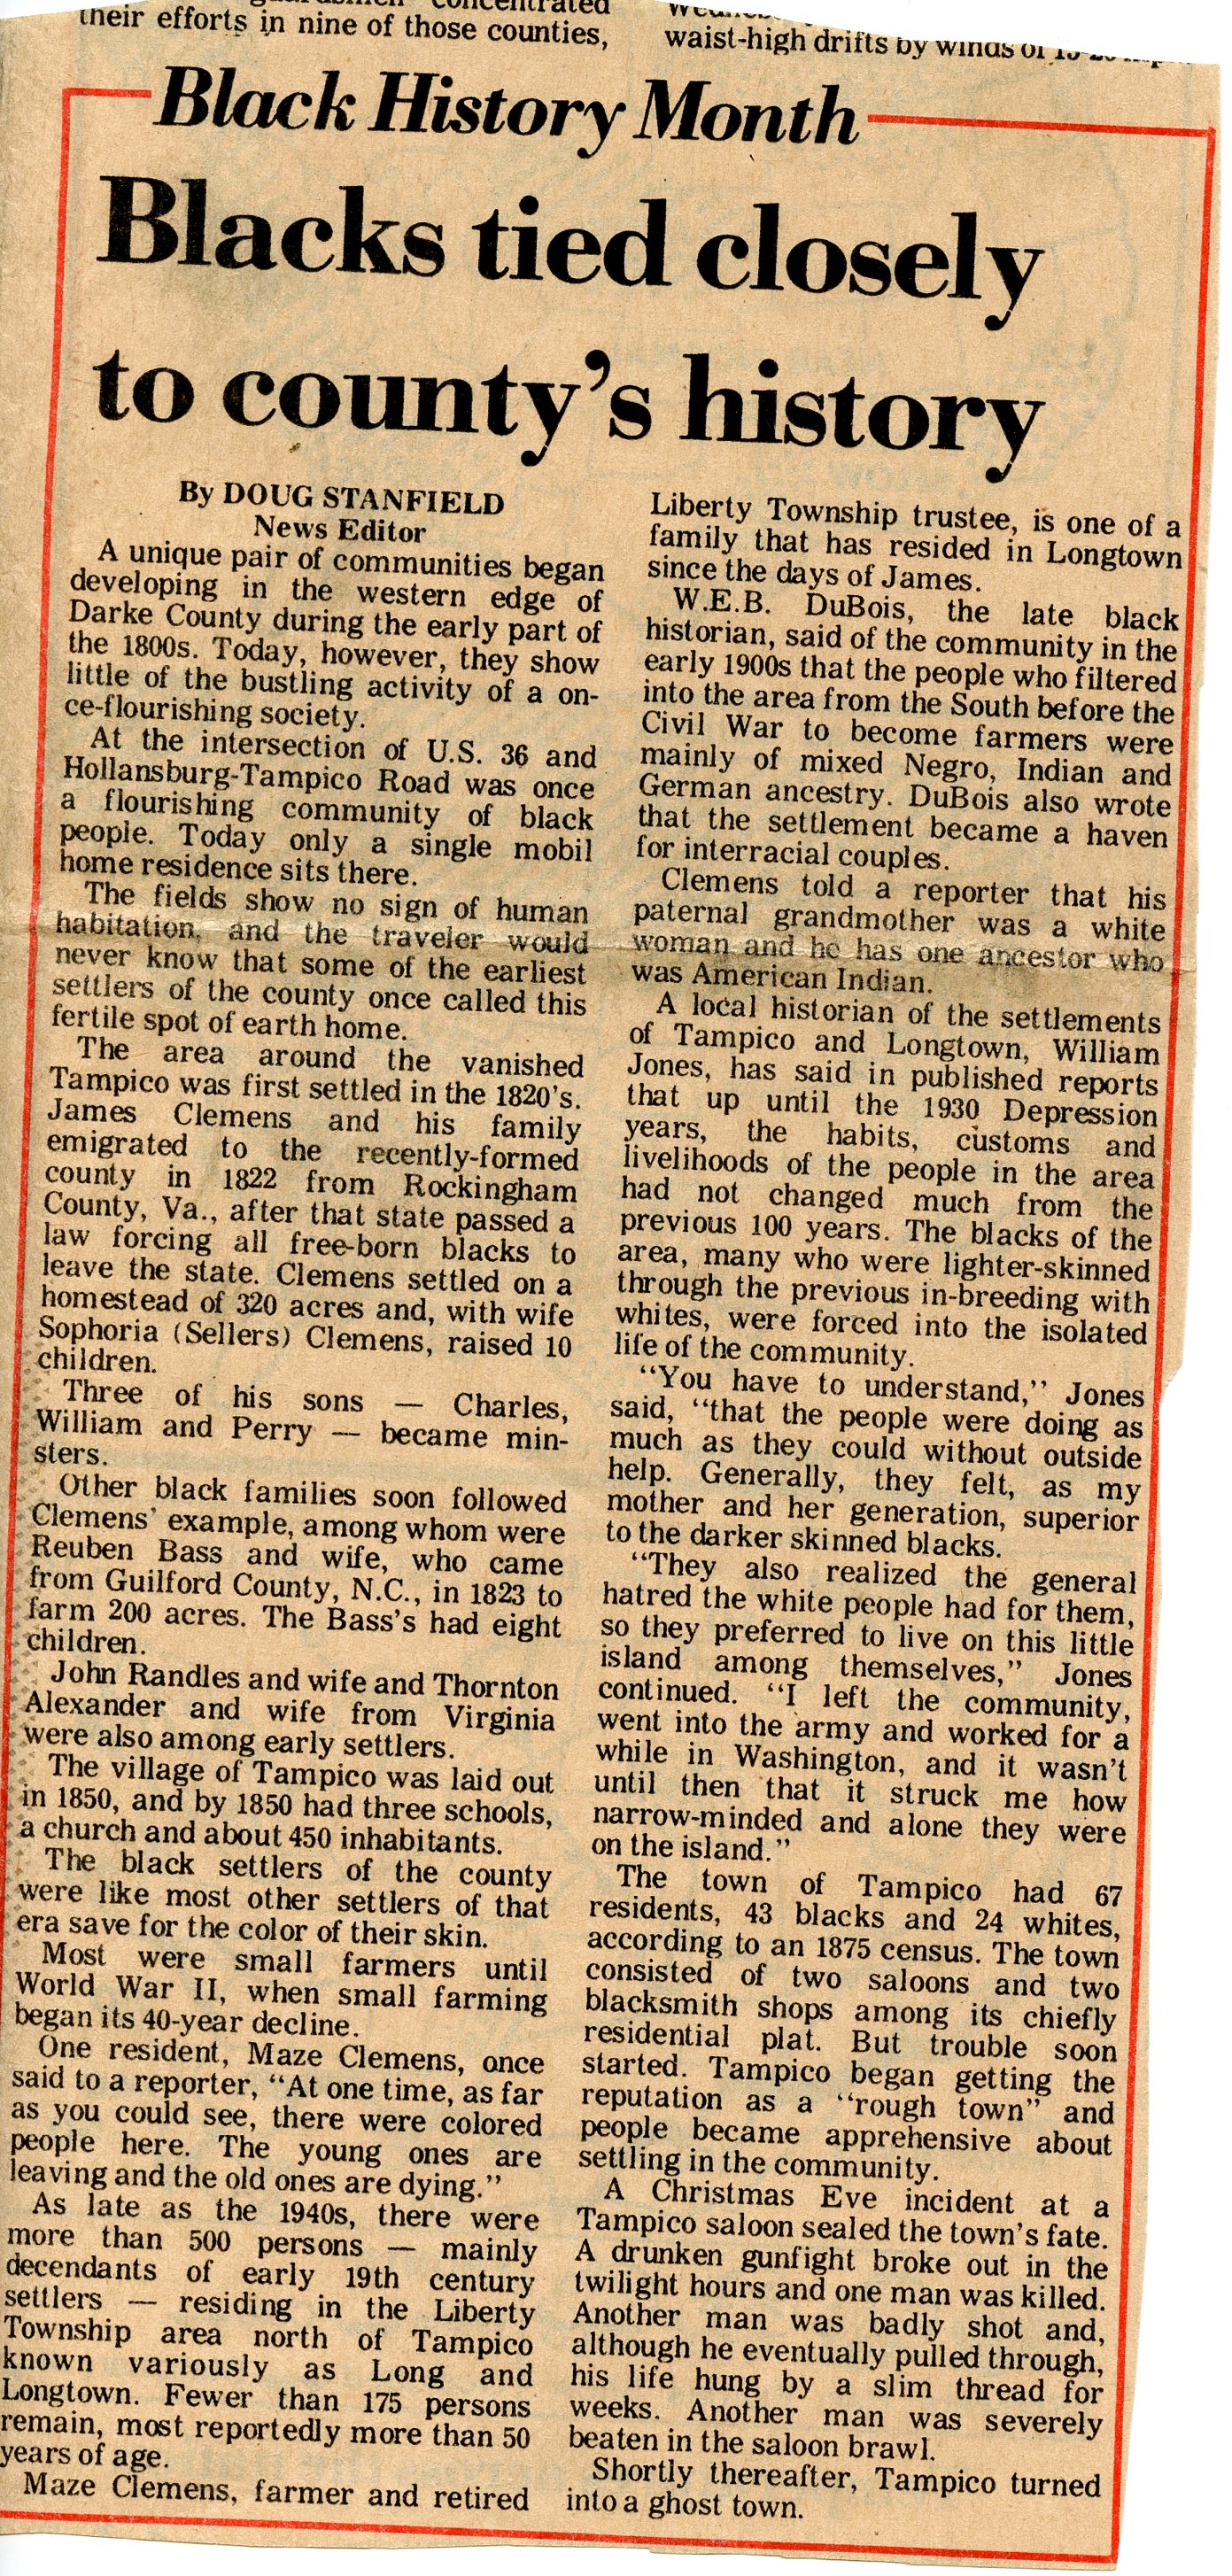 guardsmen concentrated
their efforts in nine of those counties,
waist-high drifts by winds of 15-20
Black History Month
Blacks tied closely
to county's history
By DOUG STANFIELD
News Editor
A unique pair of communities began
developing in the western edge of
Darke County during the early part of
the 1800s. Today, however, they show
little of the bustling activity of a on-
ce-flourishing society.
At the intersection of U.S. 36 and
Hollansburg-Tampico Road was once
a flourishing community of black
people. Today only a single mobil
home residence sits there.
The fields show no sign of human
habitation, and the traveler would
never know that some of the earliest
settlers of the county once called this
fertile spot of earth home.
The area around the vanished
Tampico was first settled in the 1820's.
James Clemens and his family
emigrated to the recently-formed
county in 1822 from Rockingham
County, Va., after that state passed a
law forcing all free-born blacks to
leave the state. Clemens settled on a
homestead of 320 acres and, with wife
Sophoria (Sellers) Clemens, raised 10
children.
Three of his sons — Charles,
William and Perry — became min-
sters.
Other black families soon followed
Clemens' example, among whom were
Reuben Bass and wife, who came
from Guilford County, N.C., in 1823 to
farm 200 acres. The Bass's had eight
children.
John Randles and wife and Thornton
Alexander and wife from Virginia
were also among early settlers.
The village of Tampico was laid out
in 1850, and by 1850 had three schools,
a church and about 450 inhabitants.
The black settlers of the county
were like most other settlers of that
era save for the color of their skin.
Most were small farmers until
World War II, when small farming
began its 40-year decline.
One resident, Maze Clemens, once
said to a reporter, "At one time, as far
as you could see, there were colored
people here. The young ones are
leaving and the old ones are dying."
As late as the 1940s, there were
more than 500 persons — mainly
decendants of early 19th century
settlers — residing in the Liberty
Township area north of Tampico
known variously as Long and
Longtown. Fewer than 175 persons
remain, most reportedly more than 50
years of age.
Maze Clemens, farmer and retired
Liberty Township trustee, is one of a
family that has resided in Longtown
since the days of James.
W.E.B. DuBois, the late black
historian, said of the community in the
early 1900s that the people who filtered
into the area from the South before the
Civil War to become farmers were
mainly of mixed Negro, Indian and
German ancestry. DuBois also wrote
that the settlement became a haven
for interracial couples.
Clemens told a reporter that his
paternal grandmother was a white
woman and he has one ancestor who
was American Indian.
A local historian of the settlements
of Tampico and Longtown, William
Jones, has said in published reports
that up until the 1930 Depression
years, the habits, customs and
livelihoods of the people in the area
had not changed much from the
previous 100 years. The blacks of the
area, many who were lighter-skinned
through the previous in-breeding with
whites, were forced into the isolated
life of the community.
"You have to understand," Jones
said, "that the people were doing as
much as they could without outside
help. Generally, they felt, as my
mother and her generation, superior
to the darker skinned blacks.
"They also realized the general
hatred the white people had for them,
so they preferred to live on this little
island among themselves," Jones
continued. "I left the community,
went into the army and worked for a
while in Washington, and it wasn't
until then that it struck me how
narrow-minded and alone they were
on the island."
The town of Tampico had 67
residents, 43 blacks and 24 whites,
according to an 1875 census. The town
consisted of two saloons and two
blacksmith shops among its chiefly
residential plat. But trouble soon
started. Tampico began getting the
reputation as a "rough town" and
people became apprehensive about
settling in the community.
A Christmas Eve incident at a
Tampico saloon sealed the town's fate.
A drunken gunfight broke out in the
twilight hours and one man was killed.
Another man was badly shot and,
although he eventually pulled through,
his life hung by a slim thread for
weeks. Another man was severely
beaten in the saloon brawl.
Shortly thereafter, Tampico turned
into a ghost town.